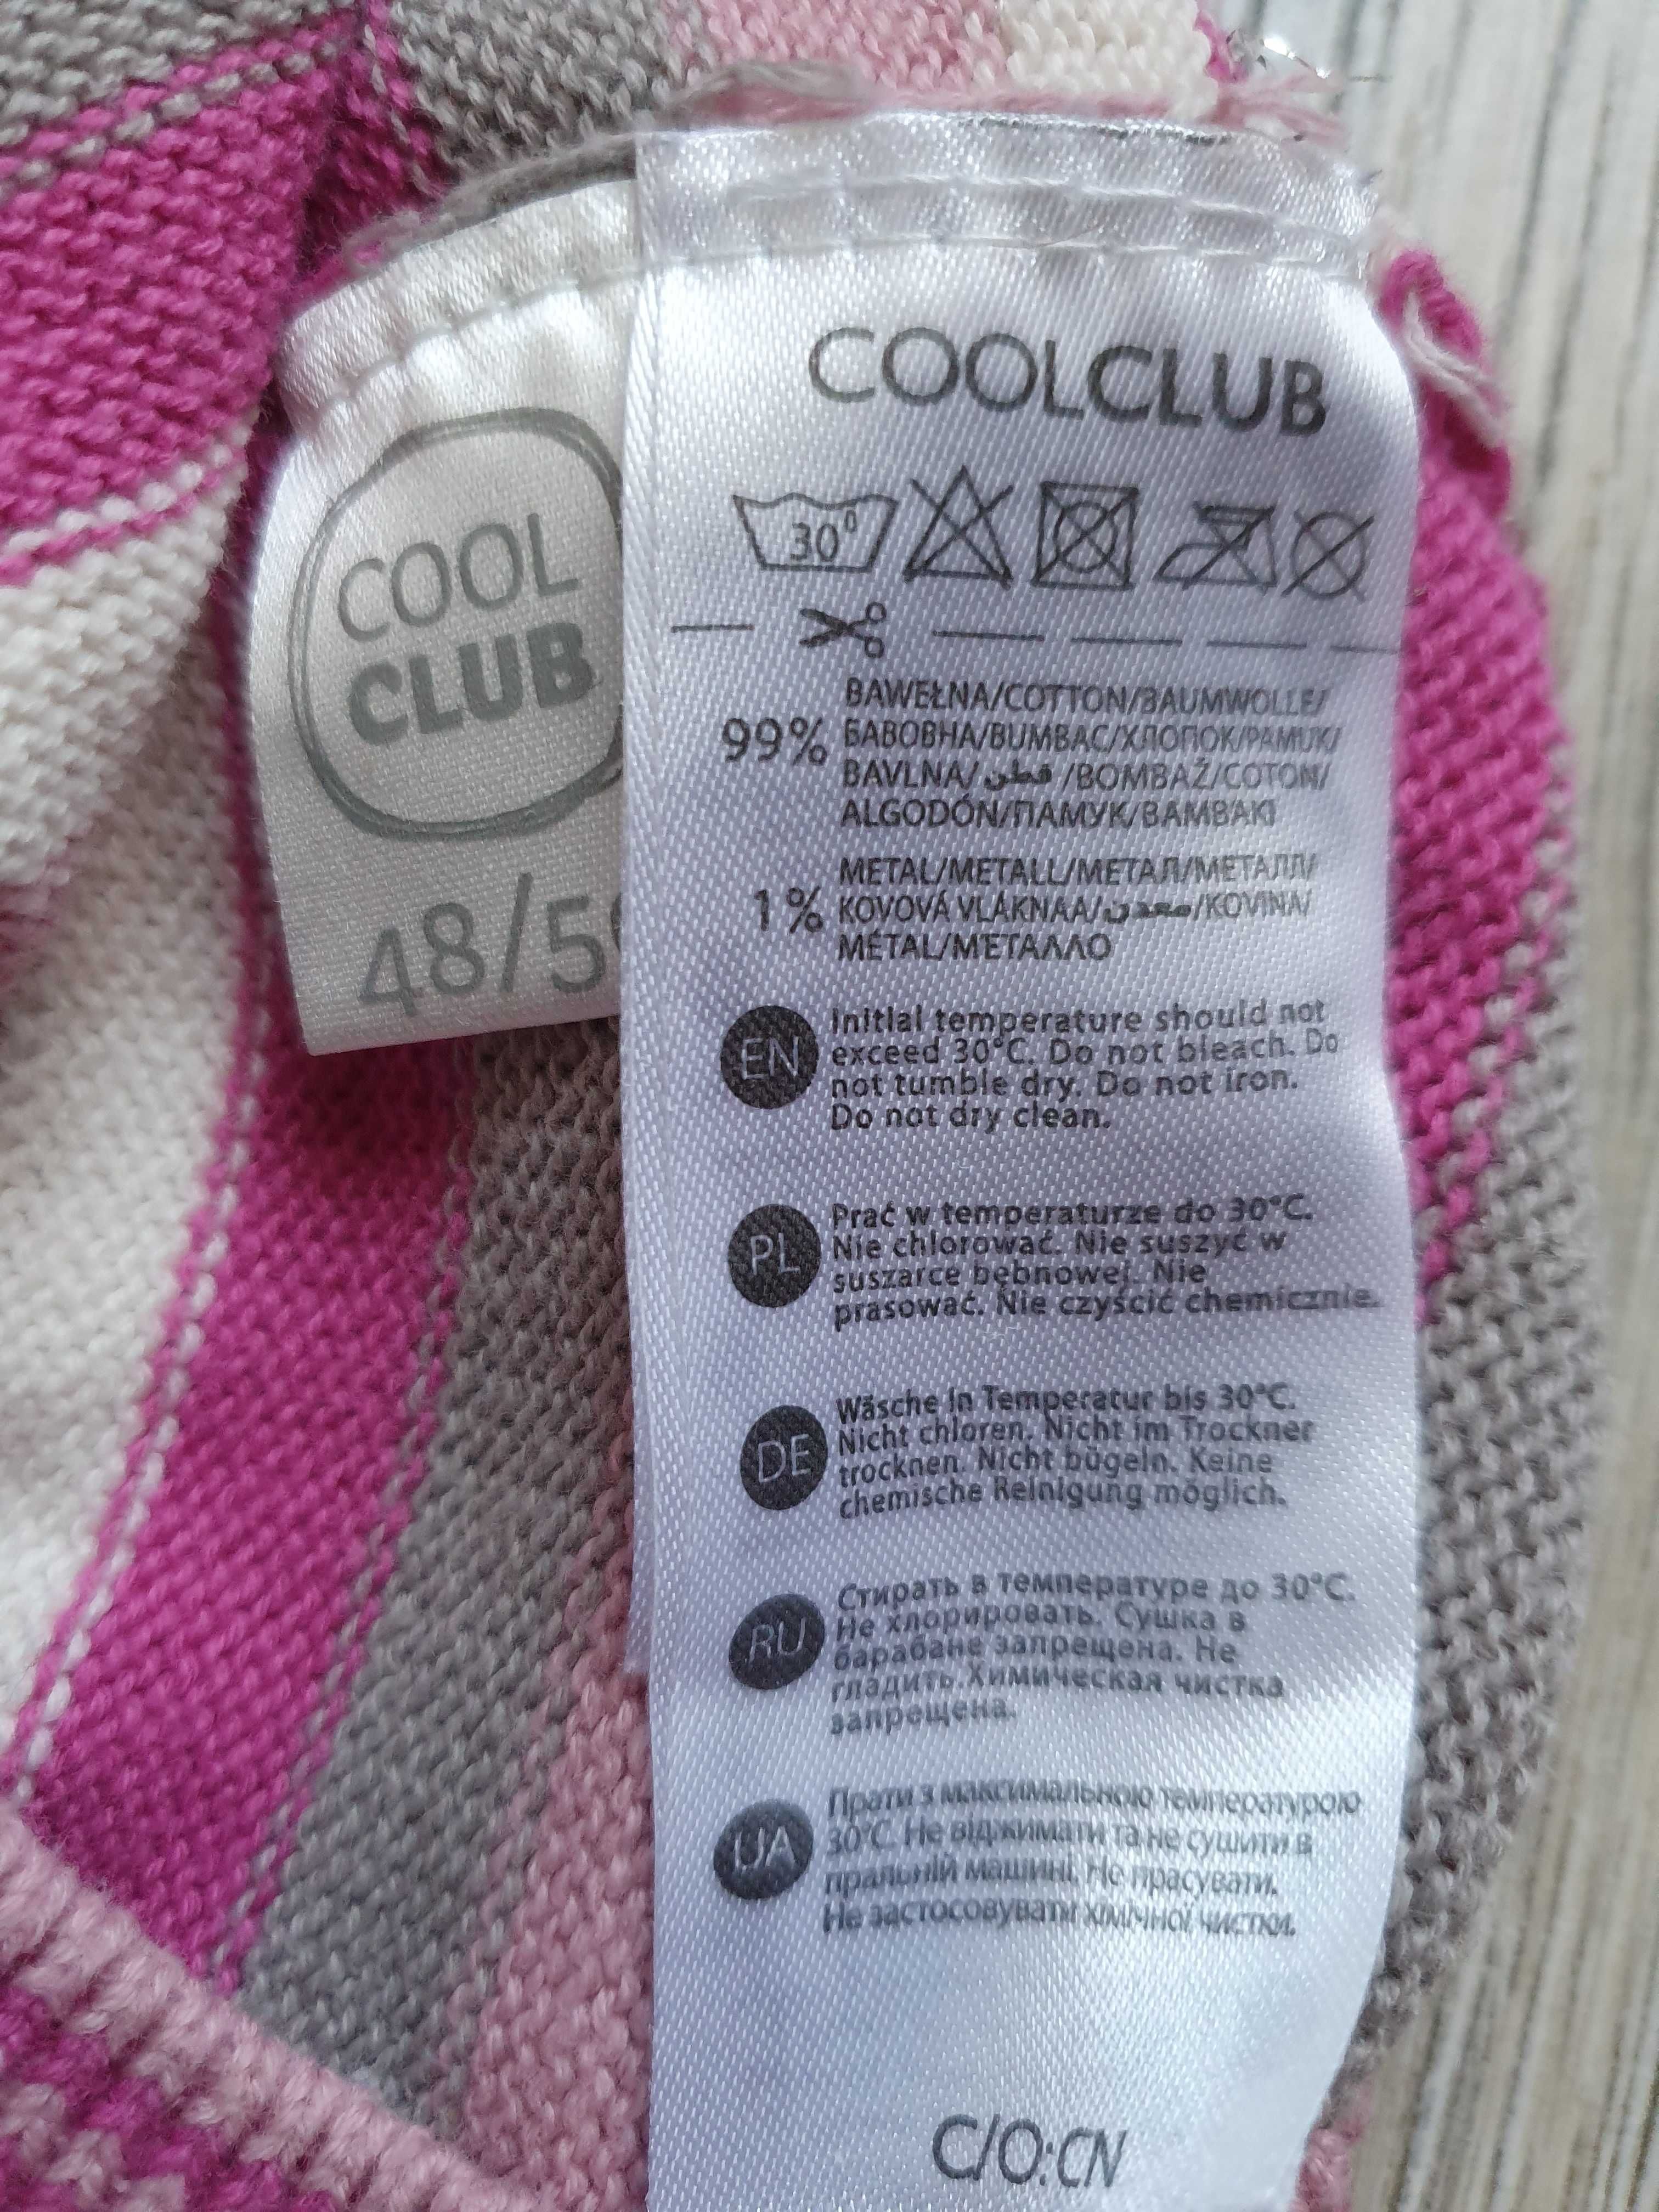 COOL
CLUB
48/5
COOLCLUB
30°
99% BAWEŁNA/COTTON/BAUMWOLLE/
БАВОВНА/BUMBAC/ХЛОПОК/PAMUK/
BAVLNA/ قطن /BOMBAŽ/COTON/
ALGODÓN/ПАМУК/BAMBAKI
1% METAL/METALL/МЕТАЛ/МЕТАЛЛ/
KOVOVÁ VLÁKNAA/معدن/KOVINA/
MÉTAL/ΜΕΤΑΛΛΟ
EN Initial temperature should not
exceed 30°C. Do not bleach. Do
not tumble dry. Do not iron.
Do not dry clean.
PL Prać w temperaturze do 30°C.
Nie chlorować. Nie suszyć w
suszarce bębnowej. Nie
prasować. Nie czyścić chemicznie.
DE Wäsche in Temperatur bis 30°C.
Nicht chloren. Nicht im Trockner
trocknen. Nicht bügeln. Keine
chemische Reinigung möglich.
RU Стирать в температуре до 30°C.
Не хлорировать. Сушка в
барабане запрещена. Не
гладить.Химическая чистка
запрещена.
UA Прати з максимальною температурою
30°C. Не віджимати та не сушити в
пральній машині. Не прасувати.
Не застосовувати хімічної чистки.
C/O:CN